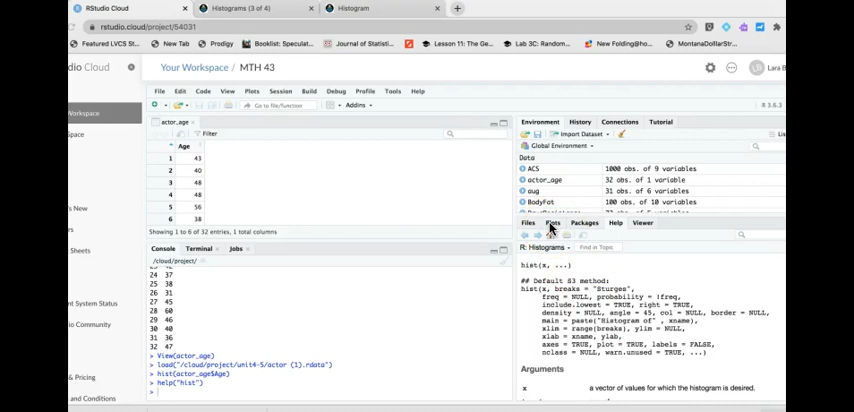 RStudio Cloud
Histograms (3 of 4)
Histogram
rstudio.cloud/project/54031
Featured LVCS St...
New Tab
Prodigy
Booklist: Speculat...
Journal of Statisti...
Lesson 11: The Ge...
Lab 3C: Random...
New Folding@ho...
MontanaDollarStr...
dio Cloud
Your Workspace / MTH 43
Lara B
Workspace
File Edit Code View Plots Session Build Debug Profile Tools Help
Go to file/function
Addins
R 3.6.3
Space
actor_age
Filter
Age
1 43
2 40
3 48
4 48
5 56
6 38
Showing 1 to 6 of 32 entries, 1 total columns
Environment History Connections Tutorial
Import Dataset
Lis
Global Environment
Data
ACS 1000 obs. of 9 variables
actor_age 32 obs. of 1 variable
aug 31 obs. of 6 variables
BodyFat 100 obs. of 10 variables
's New
rs
Sheets
nt System Status
io Community
& Pricing
and Conditions
Console Terminal Jobs
/cloud/project/
24 37
25 38
26 31
27 45
28 60
29 46
30 40
31 36
32 47
> View(actor_age)
> load("/cloud/project/unit4-5/actor (1).rdata")
> hist(actor_age$Age)
> help("hist")
>
Files Plots Packages Help Viewer
R: Histograms
Find in Topic
hist(x, ...)
## Default S3 method:
hist(x, breaks = "Sturges",
freq = NULL, probability = !freq,
include.lowest = TRUE, right = TRUE,
density = NULL, angle = 45, col = NULL, border = NULL,
main = paste("Histogram of" , xname),
xlim = range(breaks), ylim = NULL,
xlab = xname, ylab,
axes = TRUE, plot = TRUE, labels = FALSE,
nclass = NULL, warn.unused = TRUE, ...)
Arguments
x a vector of values for which the histogram is desired.